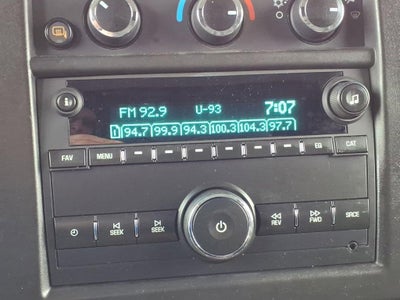 FM 92.9 U-93 7:07
1 94.7 99.9 94.3 100.3 104.3 97.7
FAV MENU EQ CAT
SEEK SEEK REV FWD SRCE